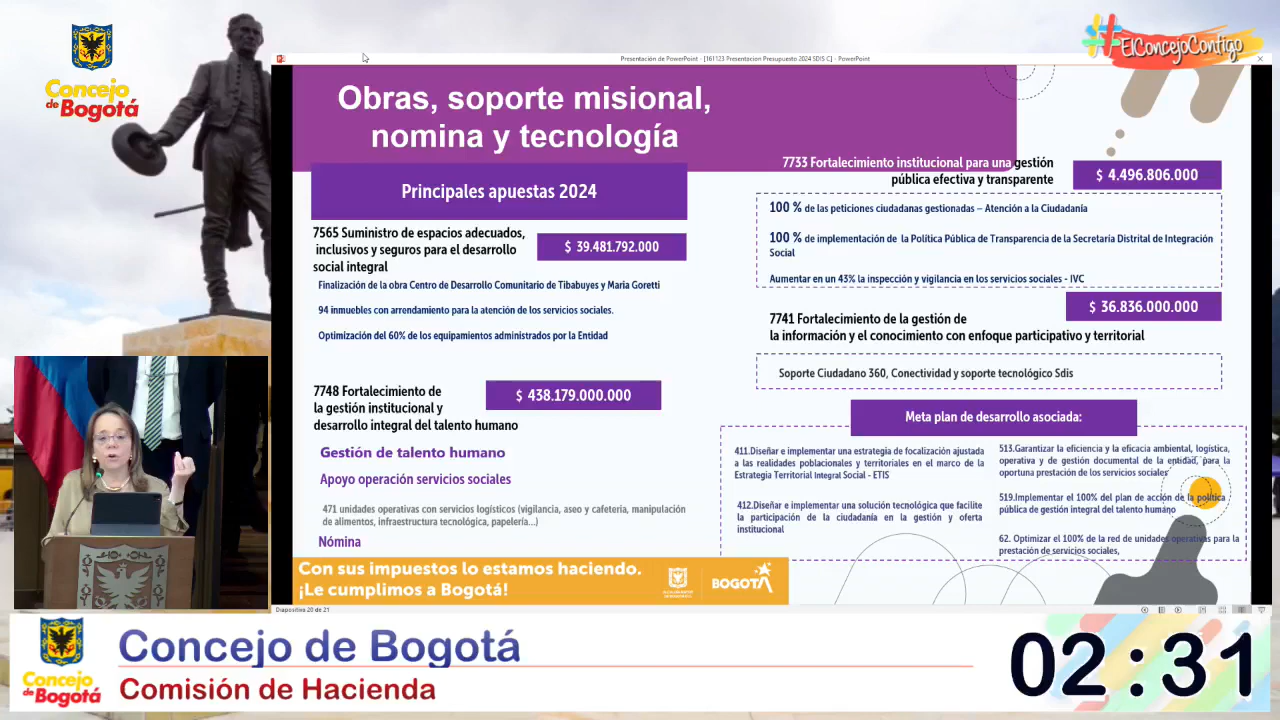 Concejo
de Bogotá
#ElConcejoContigo
Presentación de PowerPoint - [161123 Presentacion Presupuesto 2024 SDIS C] - PowerPoint
Obras, soporte misional,
nomina y tecnología
Principales apuestas 2024
7565 Suministro de espacios adecuados,
inclusivos y seguros para el desarrollo
social integral
$ 39.481.792.000
Finalización de la obra Centro de Desarrollo Comunitario de Tibabuyes y Maria Goretti
94 inmuebles con arrendamiento para la atención de los servicios sociales.
Optimización del 60% de los equipamientos administrados por la Entidad
7748 Fortalecimiento de
la gestión institucional y
desarrollo integral del talento humano
$ 438.179.000.000
Gestión de talento humano
Apoyo operación servicios sociales
471 unidades operativas con servicios logísticos (vigilancia, aseo y cafeteria, manipulación
de alimentos, infraestructura tecnológica, papelería...)
Nómina
7733 Fortalecimiento institucional para una gestión
pública efectiva y transparente
$ 4.496.806.000
100 % de las peticiones ciudadanas gestionadas – Atención a la Ciudadanía
100 % de implementación de la Política Pública de Transparencia de la Secretaría Distrital de Integración
Social
Aumentar en un 43% la inspección y vigilancia en los servicios sociales - IVC
$ 36.836.000.000
7741 Fortalecimiento de la gestión de
la información y el conocimiento con enfoque participativo y territorial
Soporte Ciudadano 360, Conectividad y soporte tecnológico Sdis
Meta plan de desarrollo asociada:
411.Diseñar e implementar una estrategia de focalización ajustada
a las realidades poblacionales y territoriales en el marco de la
Estrategia Territorial Integral Social - ETIS
412.Diseñar e implementar una solución tecnológica que facilite
la participación de la ciudadanía en la gestión y oferta
institucional
513.Garantizar la eficiencia y la eficacia ambiental, logística,
operativa y de gestión documental de la entidad, para la
oportuna prestación de los servicios sociales
519.Implementar el 100% del plan de acción de la política
pública de gestión integral del talento humano
62. Optimizar el 100% de la red de unidades operativas para la
prestación de servicios sociales,
Con sus impuestos lo estamos haciendo.
¡Le cumplimos a Bogotá!
BOGOTÁ
Diapositiva 20 de 21
Concejo
de Bogotá
Concejo de Bogotá
Comisión de Hacienda
02:31